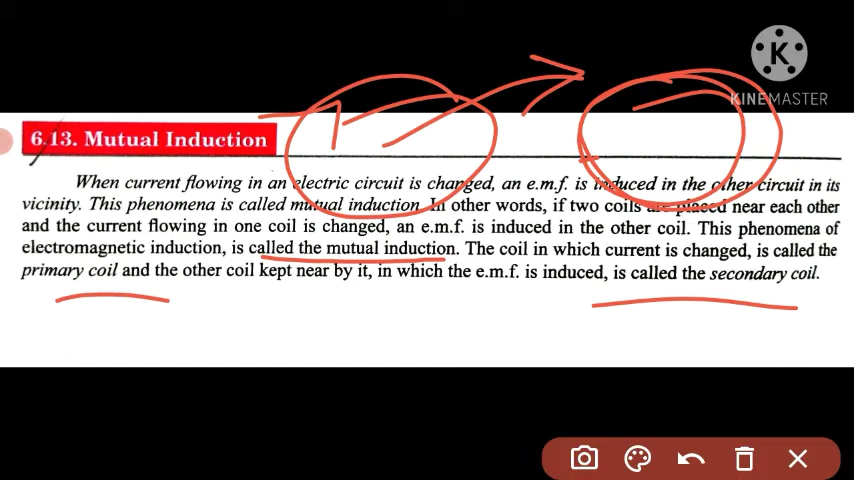 KINEMASTER
6.13. Mutual Induction
When current flowing in an electric circuit is changed, an e.m.f. is induced in the other circuit in its
vicinity. This phenomena is called mutual induction. In other words, if two coils are placed near each other
and the current flowing in one coil is changed, an e.m.f. is induced in the other coil. This phenomena of
electromagnetic induction, is called the mutual induction. The coil in which current is changed, is called the
primary coil and the other coil kept near by it, in which the e.m.f. is induced, is called the secondary coil.